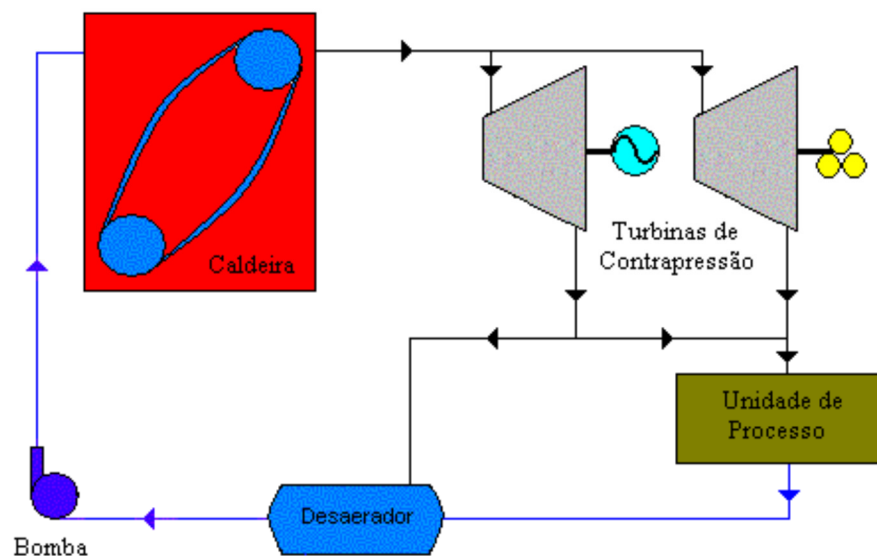 Caldeira
Turbinas de
Contrapressão
Unidade de
Processo
Desaerador
Bomba